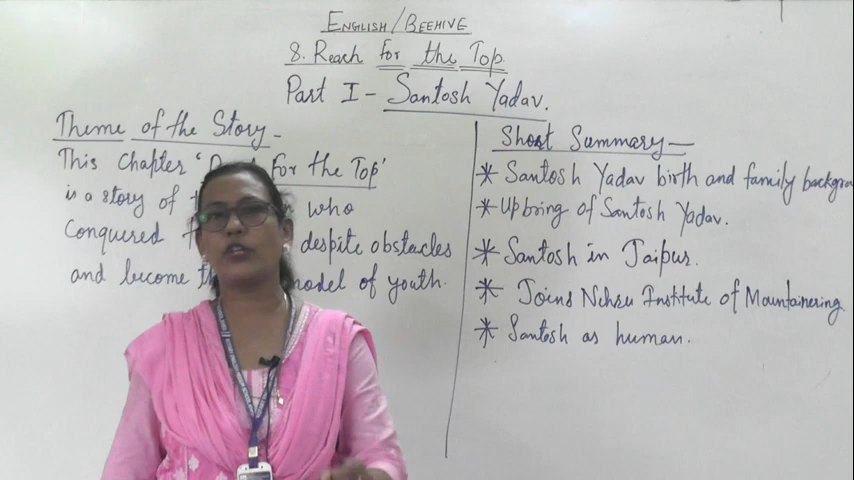 ENGLISH/BEEHIVE
8. Reach for the Top
Part I - Santosh Yadav.
Theme of the Story -
This Chapter ' for the Top'
is a story of who
Conquered despite obstacles
and become model of youth.
Short Summary -
* Santosh Yadav birth and family
* Upbring of Santosh Yadav.
* Santosh in Jaipur.
* Joins Nehru Institute of Mountainering
* Santosh as human.